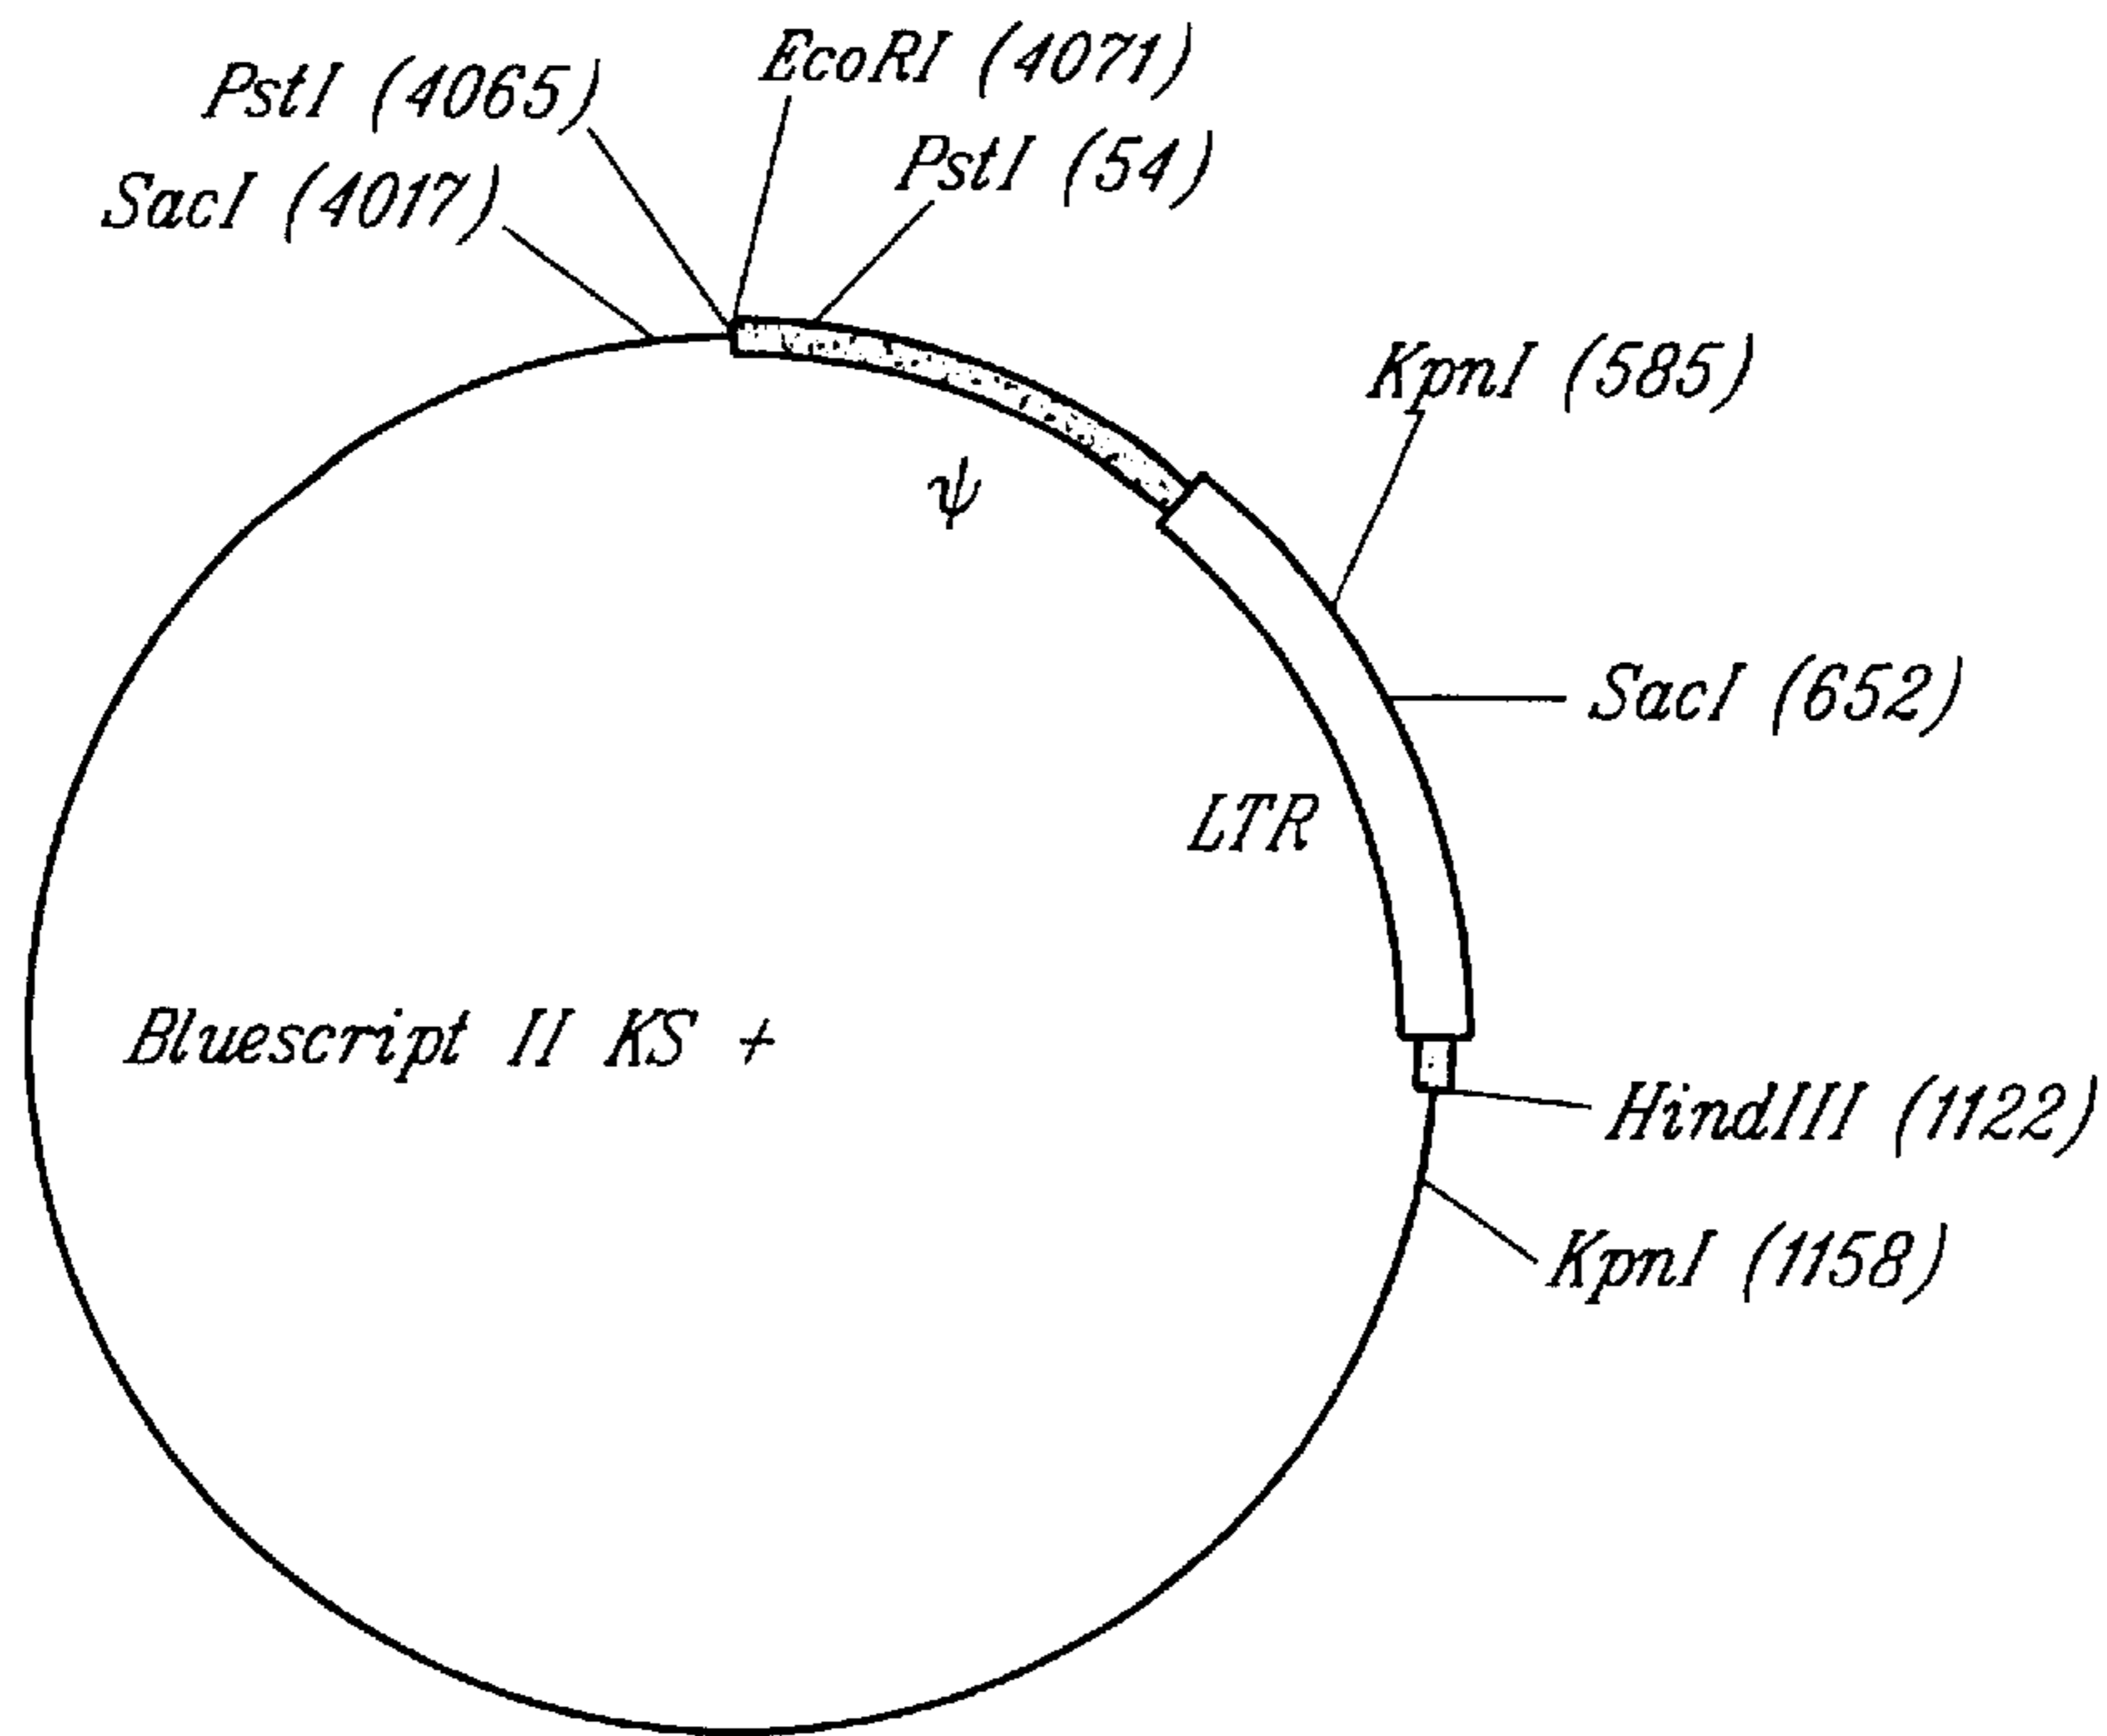 EcoRI (4071)
PstI (4065)
PstI (54)
SacI (4017)
KpnI (585)
ψ
SacI (652)
LTR
Bluescript II KS +
HindIII (1122)
KpnI (1158)